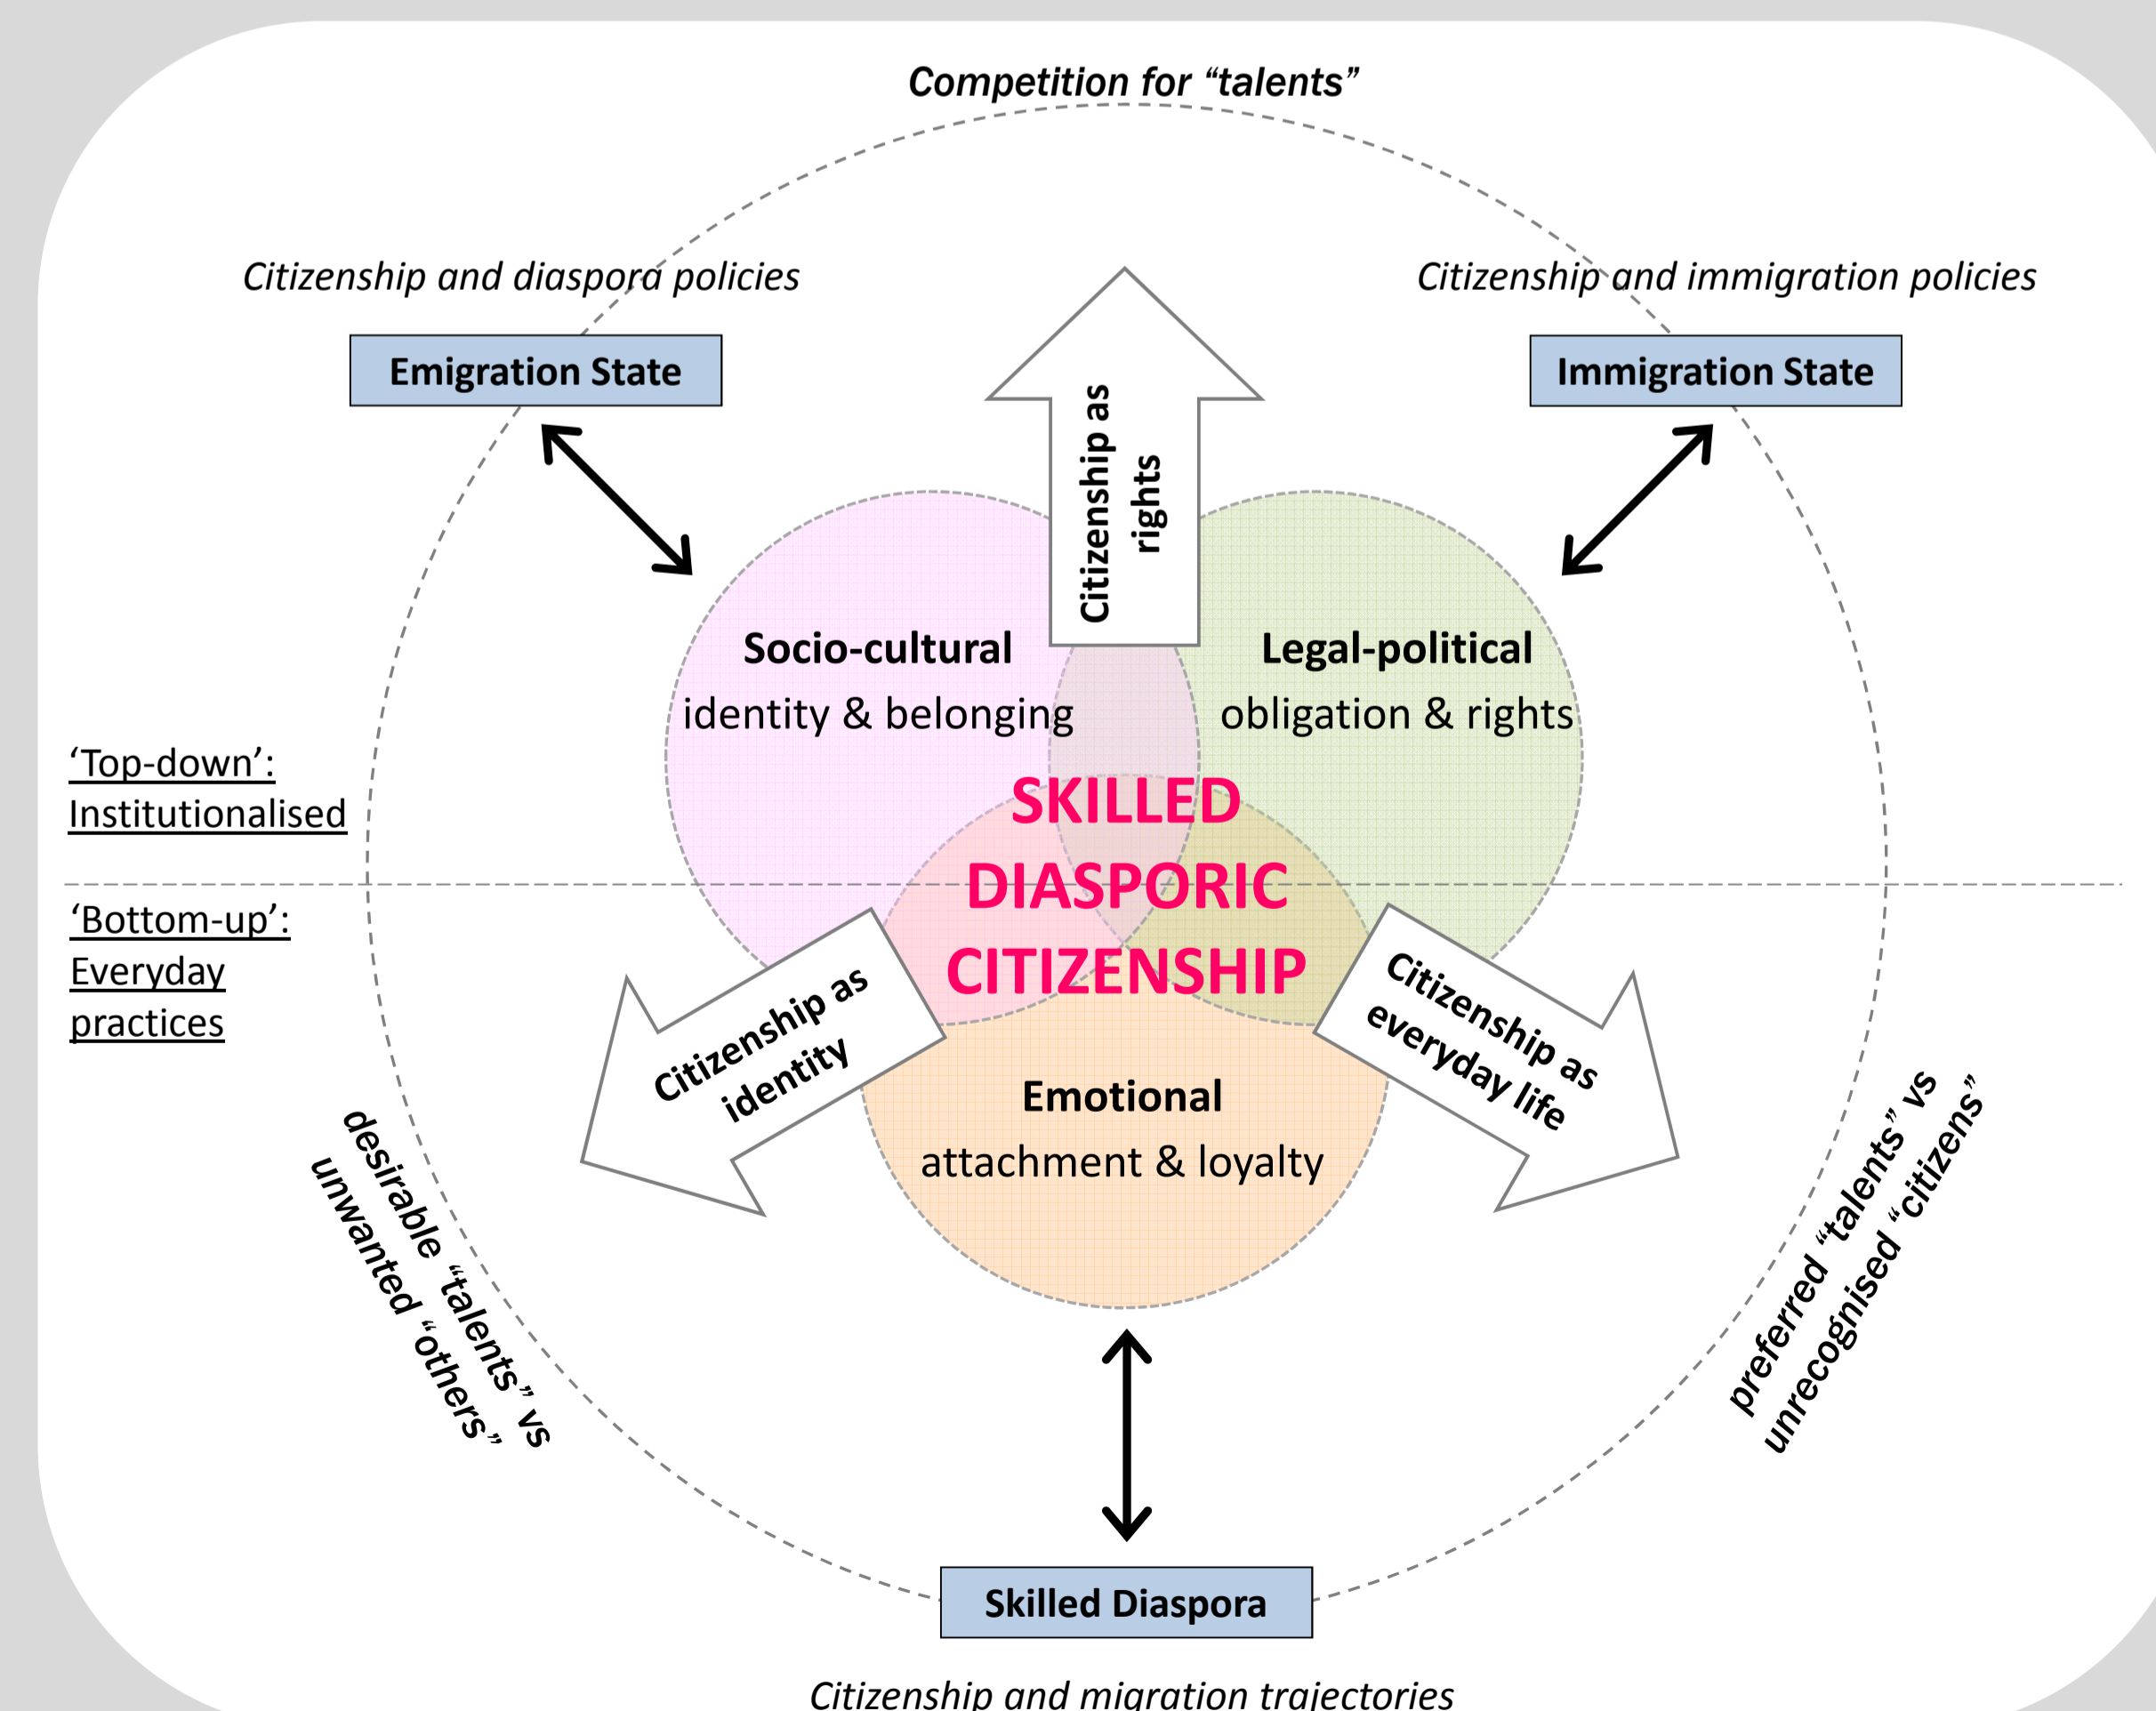 Competition for “talents”
Citizenship and diaspora policies
Citizenship and immigration policies
Emigration State
Immigration State
Citizenship as
rights
Socio-cultural
identity & belonging
Legal-political
obligation & rights
‘Top-down’:
Institutionalised
SKILLED
DIASPORIC
CITIZENSHIP
‘Bottom-up’:
Everyday
practices
Citizenship as
identity
Citizenship as
everyday life
Emotional
attachment & loyalty
desirable “talents” vs
unwanted “others”
preferred “talents” vs
unrecognised “citizens”
Skilled Diaspora
Citizenship and migration trajectories